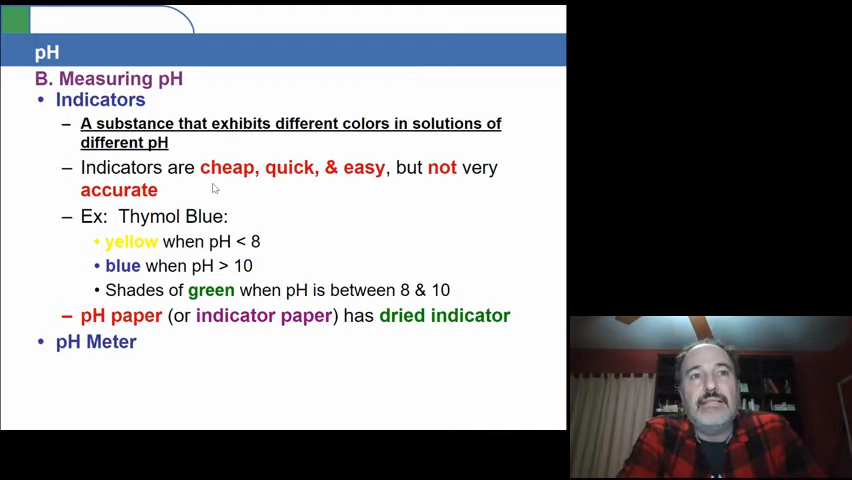 pH
B. Measuring pH
• Indicators
– A substance that exhibits different colors in solutions of
different pH
– Indicators are cheap, quick, & easy, but not very
accurate
– Ex: Thymol Blue:
• yellow when pH < 8
• blue when pH > 10
• Shades of green when pH is between 8 & 10
– pH paper (or indicator paper) has dried indicator
• pH Meter